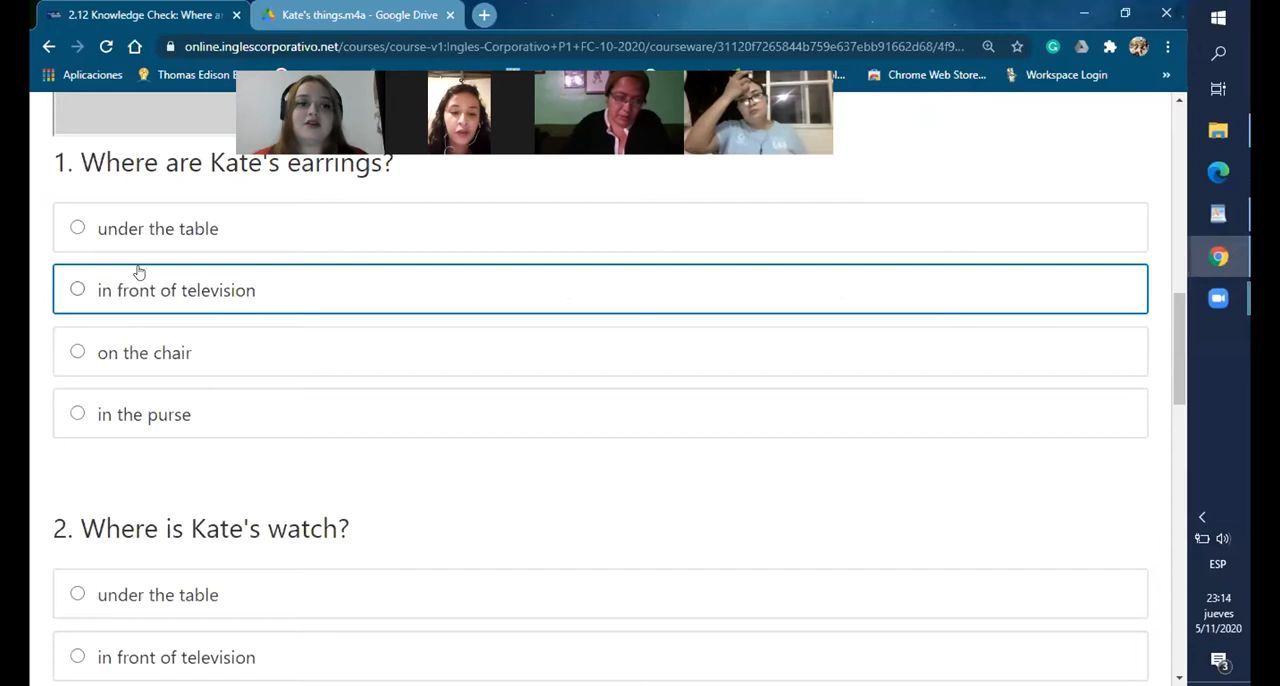 2.12 Knowledge Check: Where a
Kate's things.m4a - Google Drive
online.inglescorporativo.net/courses/course-v1:Ingles-Corporativo+P1+FC-10-2020/courseware/31120f7265844b759e637ebb91662d68/4f9...
Aplicaciones
Thomas Edison E
ol...
Chrome Web Store...
Workspace Login
»
1. Where are Kate's earrings?
under the table
in front of television
on the chair
in the purse
2. Where is Kate's watch?
under the table
in front of television
ESP
23:14
jueves
5/11/2020
3